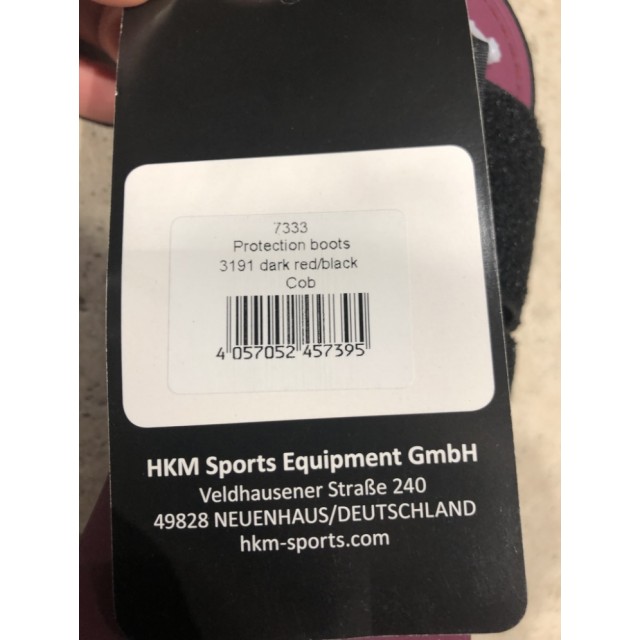 7333
Protection boots
3191 dark red/black
Cob
4 057052 457395
HKM Sports Equipment GmbH
Veldhausener Straße 240
49828 NEUENHAUS/DEUTSCHLAND
hkm-sports.com